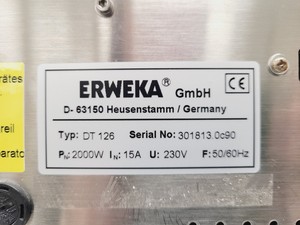 ERWEKA® GmbH
CE
D- 63150 Heusenstamm / Germany
Typ: DT 126 Serial No: 301813.0c90
PN: 2000W IN: 15A U: 230V F: 50/60Hz